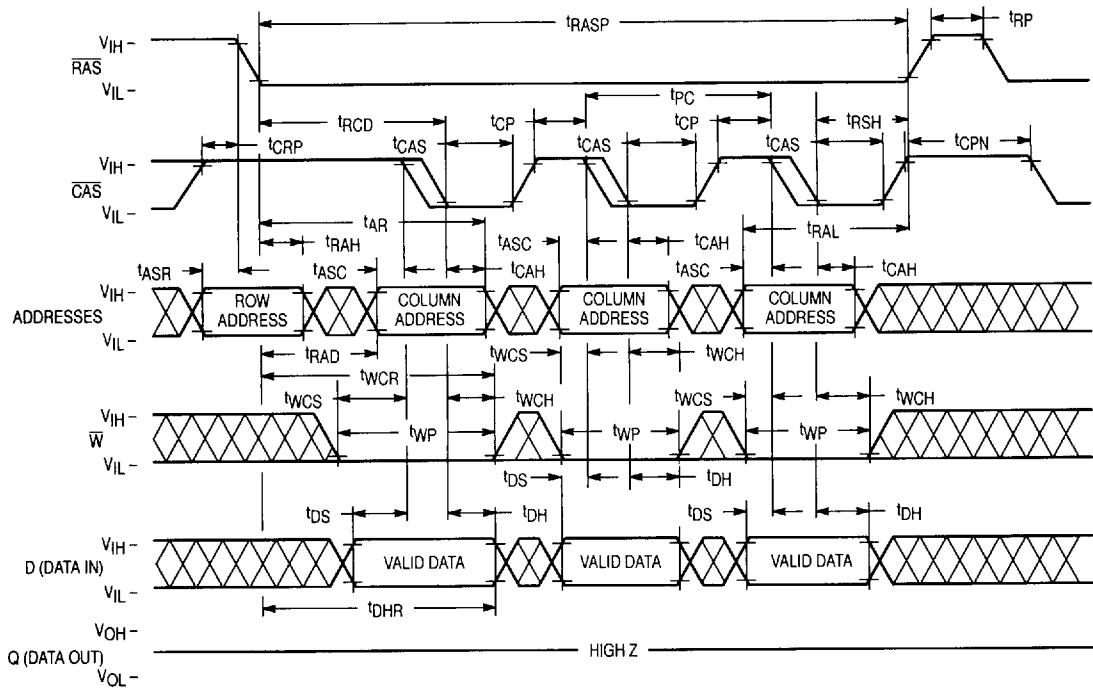 tRASP
tRP
VIH
RAS
VIL
tPC
tRCD
tCP
tCP
tRSH
tCRP
tCAS
tCAS
tCAS
tCPN
VIH
CAS
VIL
tAR
tRAH
tASC
tCAH
tRAL
tASR
tASC
tCAH
tASC
tCAH
VIH
ADDRESSES
VIL
ROW ADDRESS
COLUMN ADDRESS
COLUMN ADDRESS
COLUMN ADDRESS
tRAD
tWCS
tWCH
tWCR
tWCS
tWCH
tWCS
tWCH
VIH
W
VIL
tWP
tWP
tWP
tDS
tDH
tDS
tDH
tDS
tDH
VIH
D (DATA IN)
VIL
VALID DATA
VALID DATA
VALID DATA
tDHR
VOH
Q (DATA OUT)
HIGH Z
VOL